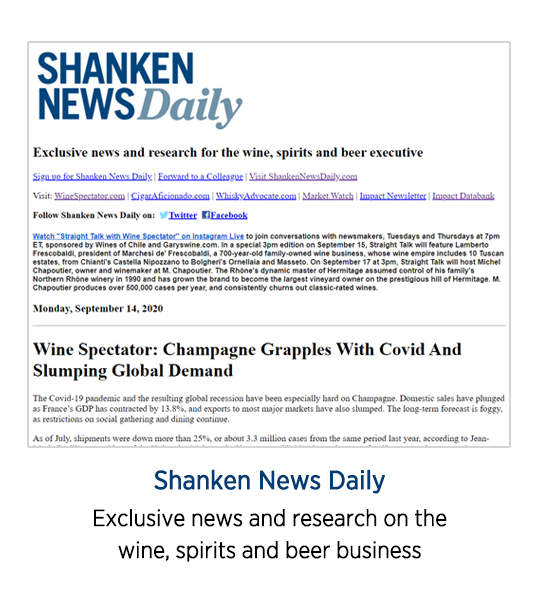 SHANKEN
NEWS Daily
Exclusive news and research for the wine, spirits and beer executive
Sign up for Shanken News Daily | Forward to a Colleague | Visit ShankenNewsDaily.com
Visit: WineSpectator.com | CigarAficionado.com | WhiskyAdvocate.com | Market Watch | Impact Newsletter | Impact Databank
Follow Shanken News Daily on: Twitter Facebook
Watch "Straight Talk with Wine Spectator" on Instagram Live to join conversations with newsmakers, Tuesdays and Thursdays at 7pm
ET, sponsored by Wines of Chile and Garyswine.com. In a special 3pm edition on September 15, Straight Talk will feature Lamberto
Frescobaldi, president of Marchesi de' Frescobaldi, a 700-year-old family-owned wine business, whose wine empire includes 10 Tuscan
estates, from Chianti's Castella Nipozzano to Bolgheri's Ornellaia and Masseto. On September 17 at 3pm, Straight Talk will host Michel
Chapoutier, owner and winemaker at M. Chapoutier. The Rhône's dynamic master of Hermitage assumed control of his family's
Northern Rhône winery in 1990 and has grown the brand to become the largest vineyard owner on the prestigious hill of Hermitage. M.
Chapoutier produces over 500,000 cases per year, and consistently churns out classic-rated wines.
Monday, September 14, 2020
Wine Spectator: Champagne Grapples With Covid And
Slumping Global Demand
The Covid-19 pandemic and the resulting global recession have been especially hard on Champagne. Domestic sales have plunged
as France's GDP has contracted by 13.8%, and exports to most major markets have also slumped. The long-term forecast is foggy,
as restrictions on social gathering and dining continue.
As of July, shipments were down more than 25%, or about 3.3 million cases from the same period last year, according to Jean-
Shanken News Daily
Exclusive news and research on the
wine, spirits and beer business